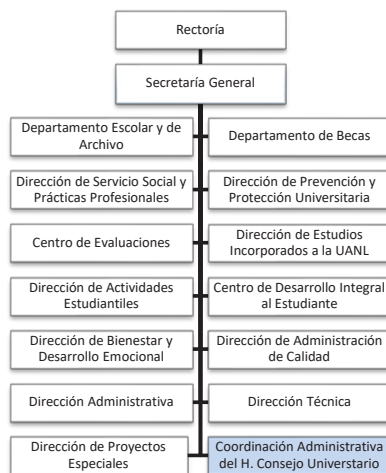 Rectoría
Secretaría General
Departamento Escolar y de
Archivo
Departamento de Becas
Dirección de Servicio Social y
Prácticas Profesionales
Dirección de Prevención y
Protección Universitaria
Centro de Evaluaciones
Dirección de Estudios
Incorporados a la UANL
Dirección de Actividades
Estudiantiles
Centro de Desarrollo Integral
al Estudiante
Dirección de Bienestar y
Desarrollo Emocional
Dirección de Administración
de Calidad
Dirección Administrativa
Dirección Técnica
Dirección de Proyectos
Especiales
Coordinación Administrativa
del H. Consejo Universtario